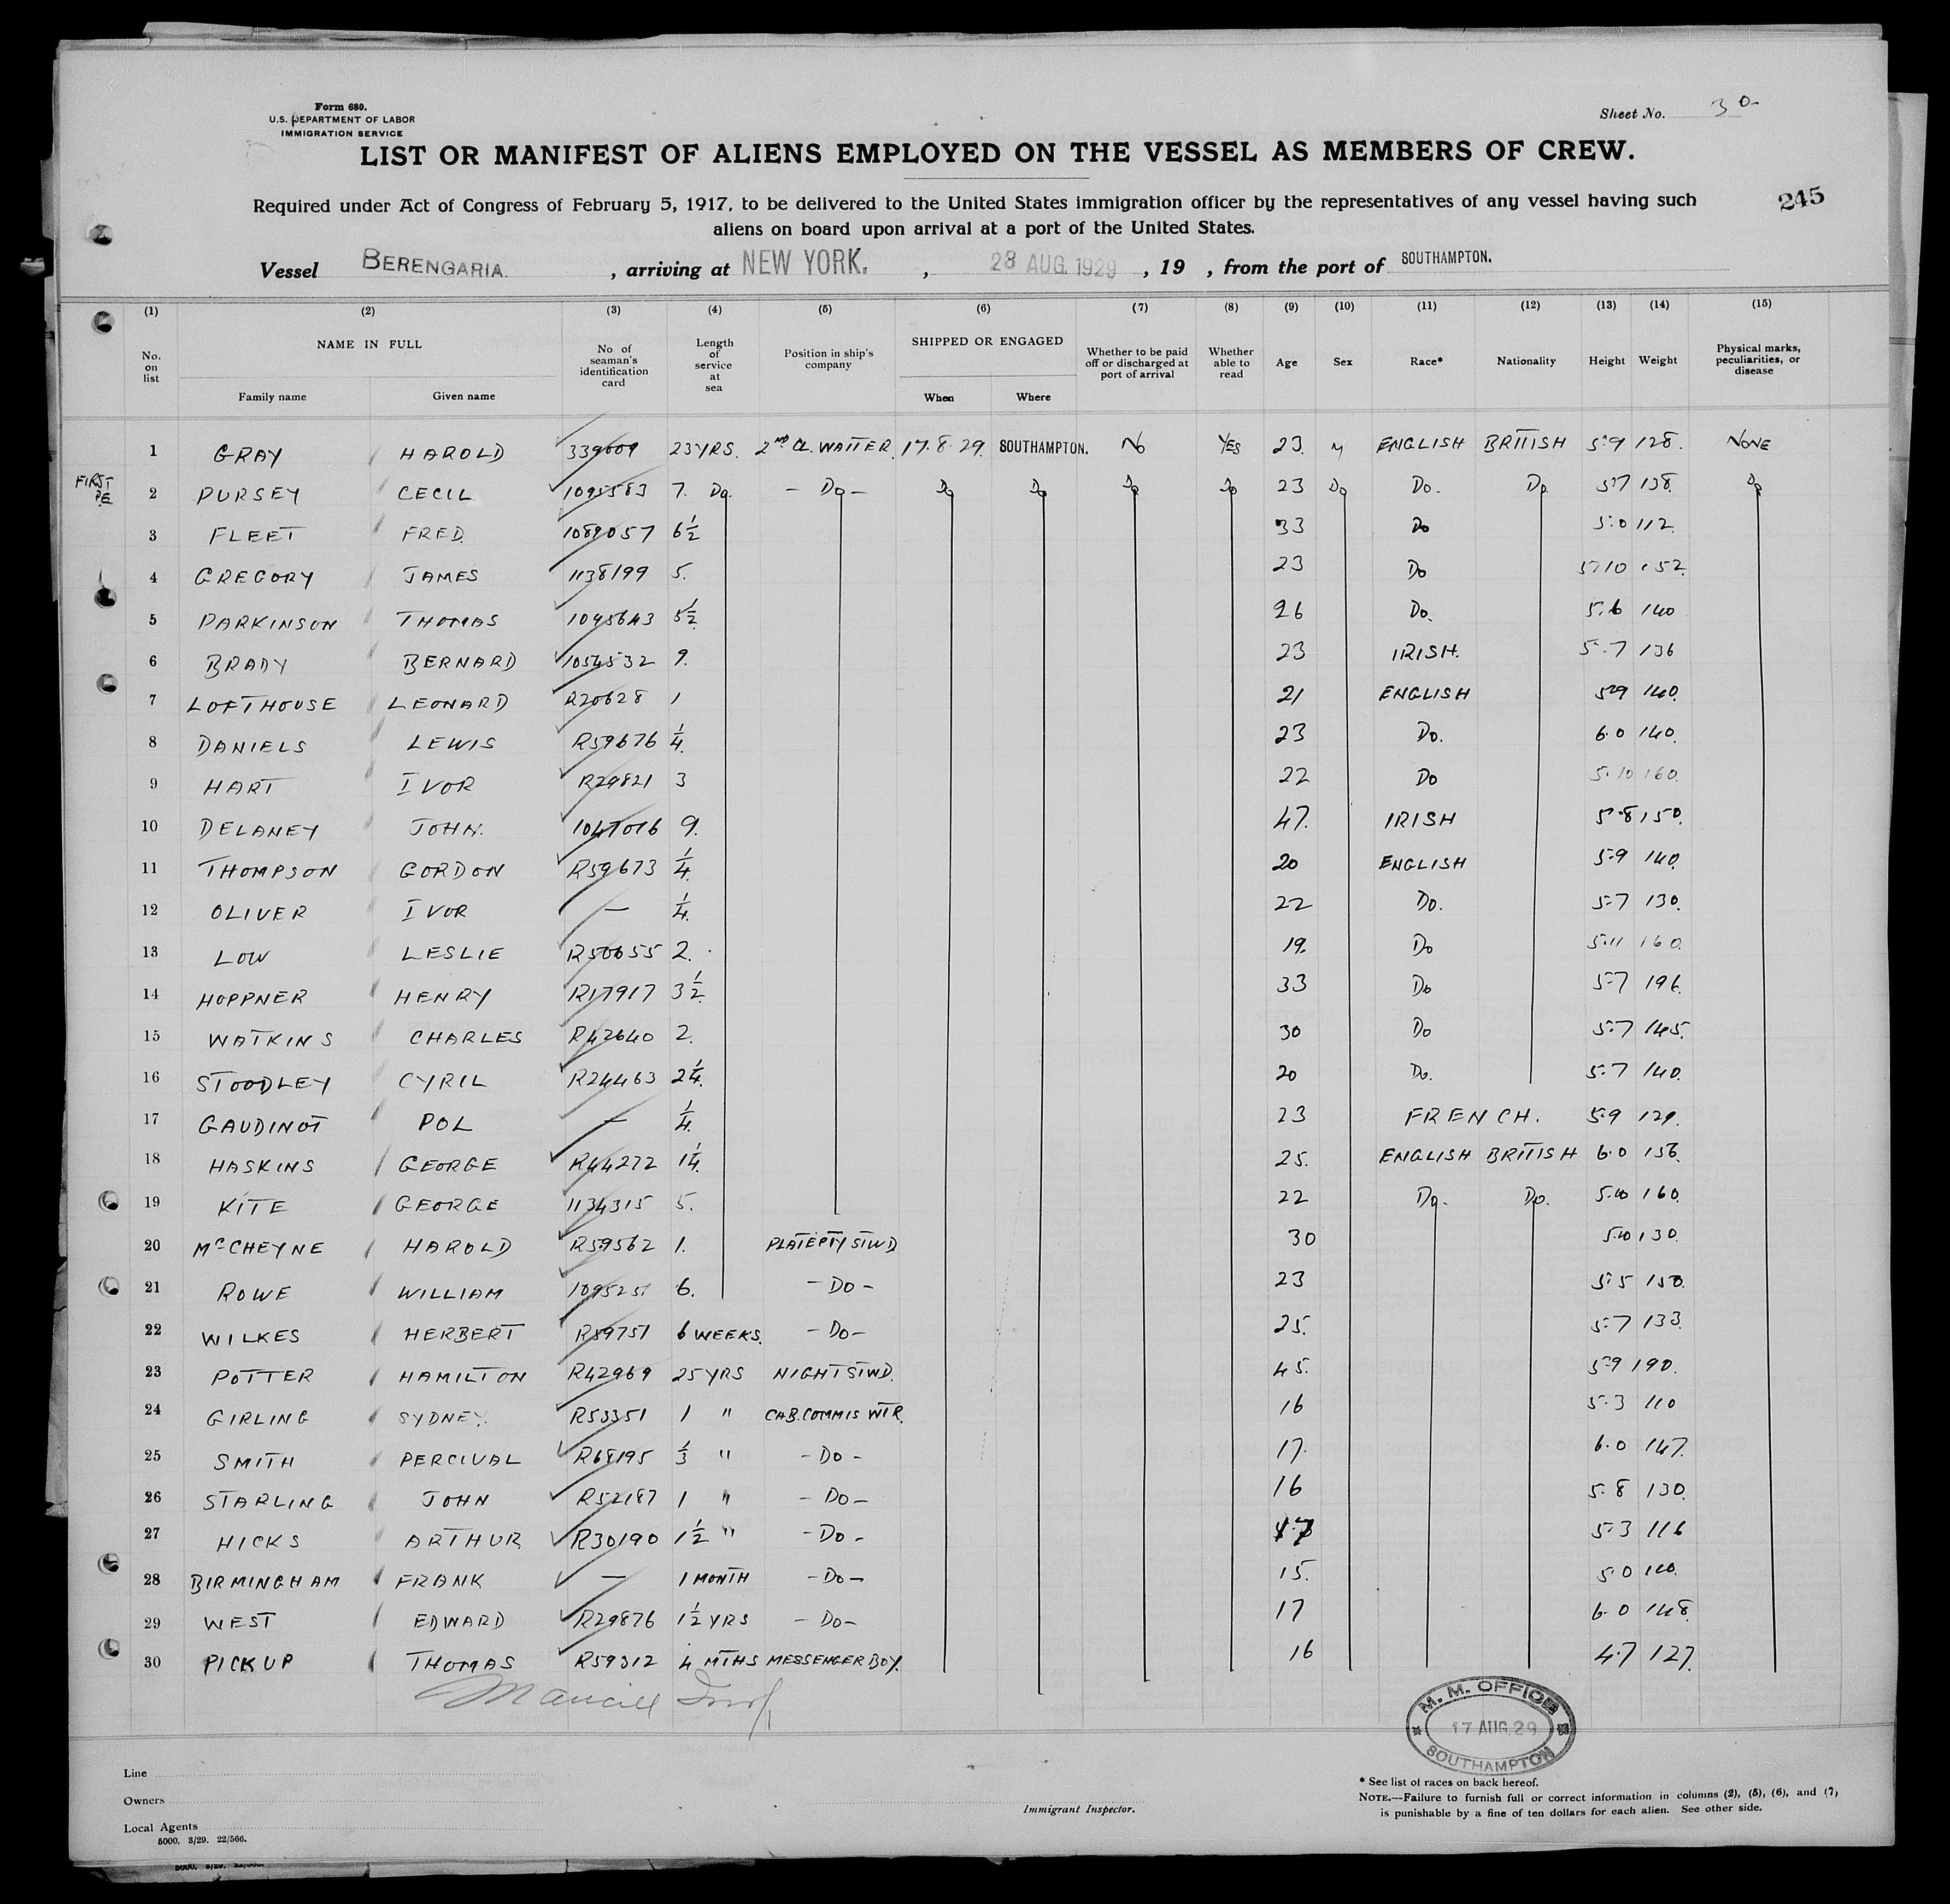 Form 680.
U.S. DEPARTMENT OF LABOR
IMMIGRATION SERVICE
Sheet No. 30
LIST OR MANIFEST OF ALIENS EMPLOYED ON THE VESSEL AS MEMBERS OF CREW.
245
Required under Act of Congress of February 5, 1917, to be delivered to the United States immigration officer by the representatives of any vessel having such
aliens on board upon arrival at a port of the United States.
Vessel BERENGARIA. , arriving at NEW YORK. , 23 AUG. 1929 , 19 , from the port of SOUTHAMPTON.
(1) (2) (3) (4) (5) (6) (7) (8) (9) (10) (11) (12) (13) (14) (15)
No. on list NAME IN FULL Family name Given name No of seaman's identification card Length of service at sea Position in ship's company SHIPPED OR ENGAGED When Where Whether to be paid off or discharged at port of arrival Whether able to read Age Sex Race* Nationality Height Weight Physical marks, peculiarities, or disease
1 GRAY HAROLD 339609 23 YRS. 2ND CL. WAITER 17.8.29. SOUTHAMPTON. No YES 23. M ENGLISH BRITISH 5.9 128. NONE
FIRST
2 PURSEY CECIL 1095583 7. Do. - Do - Do Do Do Do 23 Do Do. Do. 5.7 138. Do
3 FLEET FRED. 1089057 6½ 33 Do 5.0 112.
4 GREGORY JAMES 1138199 5. 23 Do 5.10 152.
5 PARKINSON THOMAS 1095643 5½ 26 Do. 5.6 140
6 BRADY BERNARD 1054532 9. 23 IRISH. 5.7 136
7 LOFTHOUSE LEONARD R20628 1 21 ENGLISH 5.9 140.
8 DANIELS LEWIS R59676 ¼. 23 Do. 6.0 140.
9 HART IVOR R29821 3 22 Do 5.10 160.
10 DELANEY JOHN. 1047016 9. 47. IRISH 5.8 150.
11 THOMPSON GORDON R59673 ¼. 20 ENGLISH 5.9 140.
12 OLIVER IVOR — ¼. 22 Do. 5.7 130.
13 LOW LESLIE R50655 2. 19. Do 5.11 160.
14 HOPPNER HENRY R17917 3½. 33 Do 5.7 196.
15 WATKINS CHARLES R42640 2. 30 Do 5.7 145.
16 STOODLEY CYRIL R24463 2¼. 20 Do. 5.7 140.
17 GAUDINOT POL — ¼. 23 FRENCH. 5.9 129.
18 HASKINS GEORGE R44272 1¼. 25. ENGLISH BRITISH 6.0 156.
19 KITE GEORGE 1134315 5. 22 Do. Do. 5.10 160.
20 McCHEYNE HAROLD R59562 1. PLATEPTY STWD 30 5.10 130.
21 ROWE WILLIAM 6. - Do - 23 5.5 150.
22 WILKES HERBERT R59751 6 WEEKS. - Do - 25. 5.7 133.
23 POTTER HAMILTON R42969 25 YRS NIGHT STWD. 45. 5.9 190.
24 GIRLING SYDNEY. R53351 1 " CAB. COMMIS WTR. 16 5.3 110
25 SMITH PERCIVAL R68195 ⅓ " - Do - 17. 6.0 147.
26 STARLING JOHN R52187 1 " - Do - 16 5.8 130.
27 HICKS ARTHUR R30190 1½ " - Do - 17 5.3 116
28 BIRMINGHAM FRANK — 1 MONTH - Do - 15. 5.0
29 WEST EDWARD R29876 1½ YRS - Do - 17 6.0 148.
30 PICKUP THOMAS R59312 4 MTHS MESSENGER BOY. 16 4.7 127.
M. M. OFFICE
17 AUG. 29
SOUTHAMPTON
Line
Owners
Local Agents
5000. 3/29. 22/566.
Immigrant Inspector.
* See list of races on back hereof.
NOTE.—Failure to furnish full or correct information in columns (2), (5), (6), and (7)
is punishable by a fine of ten dollars for each alien. See other side.